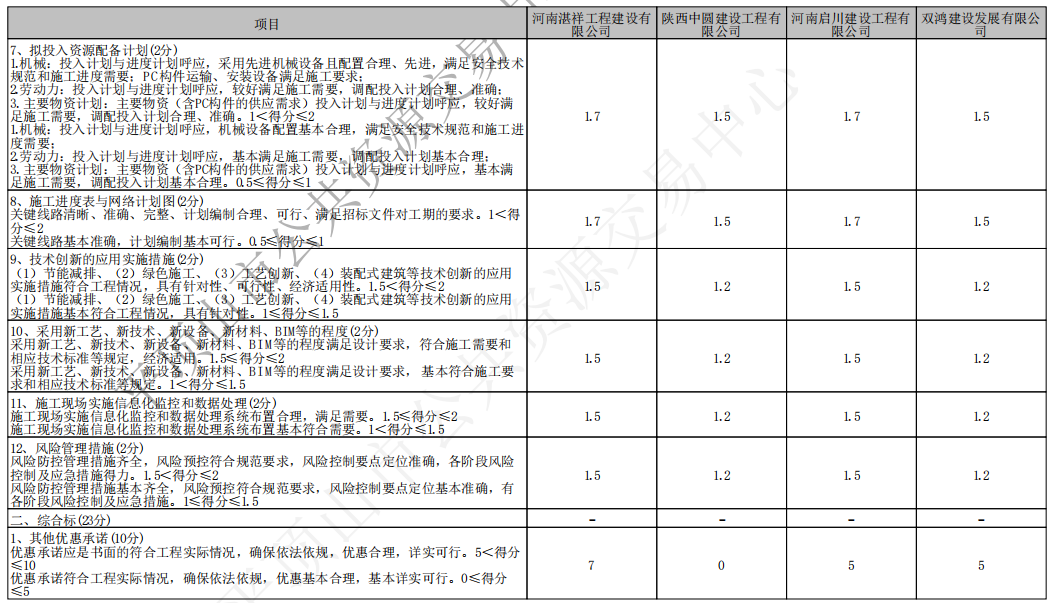 项目
河南湛祥工程建设有限公司
陕西中圆建设工程有限公司
河南启川建设工程有限公司
双鸿建设发展有限公司
7、拟投入资源配备计划(2分)
1.机械：投入计划与进度计划呼应，采用先进机械设备且配置合理、先进，满足安全技术
规范和施工进度需要；PC构件运输、安装设备满足施工要求；
2.劳动力：投入计划与进度计划呼应，较好满足施工需要，调配投入计划合理、准确；
3.主要物资计划：主要物资（含PC构件的供应需求）投入计划与进度计划呼应，较好满
足施工需要，调配投入计划合理、准确。1＜得分≤2
1.机械：投入计划与进度计划呼应，机械设备配置基本合理，满足安全技术规范和施工进
度需要；
2.劳动力：投入计划与进度计划呼应，基本满足施工需要，调配投入计划基本合理；
3.主要物资计划：主要物资（含PC构件的供应需求）投入计划与进度计划呼应，基本满
足施工需要，调配投入计划基本合理。0.5≤得分≤1
1.7
1.5
1.7
1.5
8、施工进度表与网络计划图(2分)
关键线路清晰、准确、完整、计划编制合理、可行、满足招标文件对工期的要求。1＜得
分≤2
关键线路基本准确，计划编制基本可行。0.5≤得分≤1
1.7
1.5
1.7
1.5
9、技术创新的应用实施措施(2分)
（1）节能减排、（2）绿色施工、（3）工艺创新、（4）装配式建筑等技术创新的应用
实施措施符合工程情况，具有针对性、可行性、经济适用性。1.5＜得分≤2
（1）节能减排、（2）绿色施工、（3）工艺创新、（4）装配式建筑等技术创新的应用
实施措施基本符合工程情况，具有针对性。1≤得分≤1.5
1.5
1.2
1.5
1.2
10、采用新工艺、新技术、新设备、新材料、BIM等的程度(2分)
采用新工艺、新技术、新设备、新材料、BIM等的程度满足设计要求，符合施工需要和
相应技术标准等规定，经济适用。1.5≤得分≤2
采用新工艺、新技术、新设备、新材料、BIM等的程度满足设计要求， 基本符合施工要
求和相应技术标准等规定。1＜得分≤1.5
1.5
1.2
1.5
1.2
11、施工现场实施信息化监控和数据处理(2分)
施工现场实施信息化监控和数据处理系统布置合理，满足需要。1.5≤得分≤2
施工现场实施信息化监控和数据处理系统布置基本符合需要。1＜得分≤1.5
1.5
1.2
1.5
1.2
12、风险管理措施(2分)
风险防控管理措施齐全，风险预控符合规范要求，风险控制要点定位准确，各阶段风险
控制及应急措施得力。1.5＜得分≤2
风险防控管理措施基本齐全，风险预控符合规范要求，风险控制要点定位基本准确，有
各阶段风险控制及应急措施。1≤得分≤1.5
1.5
1.2
1.5
1.2
二、综合标(23分)
-
-
-
-
1、其他优惠承诺(10分)
优惠承诺应是书面的符合工程实际情况，确保依法依规，优惠合理，详实可行。5＜得分
≤10
优惠承诺符合工程实际情况，确保依法依规，优惠基本合理，基本详实可行。0≤得分
≤5
7
0
5
5
平顶山市公共资源交易中心
平顶山市公共资源交易中心